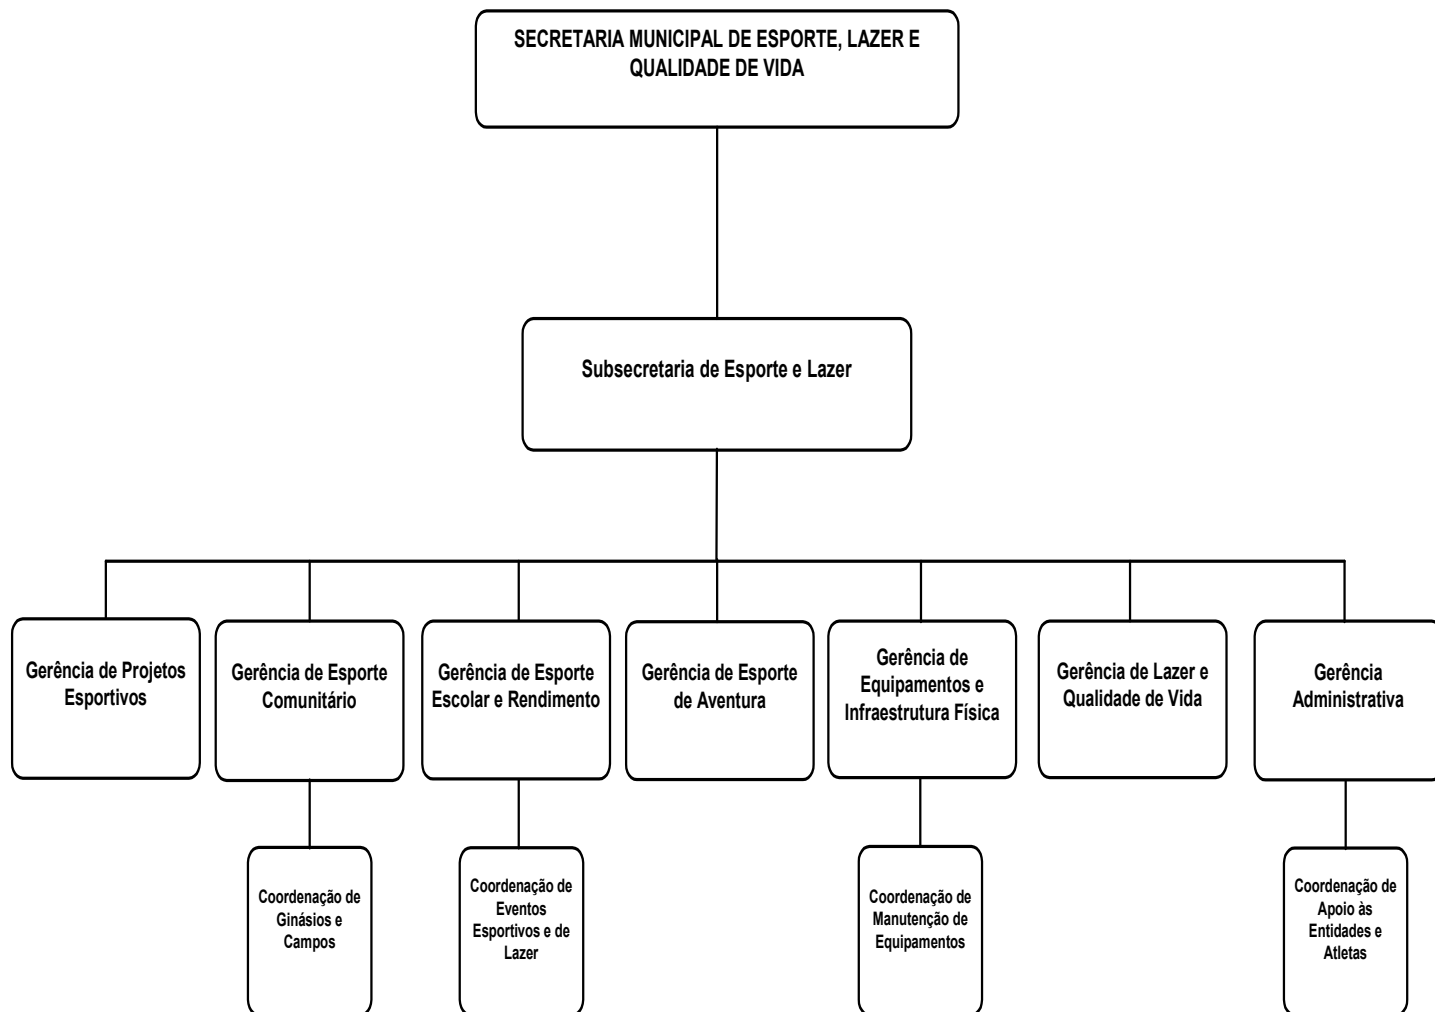 SECRETARIA MUNICIPAL DE ESPORTE, LAZER E
QUALIDADE DE VIDA
Subsecretaria de Esporte e Lazer
Gerência de Projetos
Esportivos
Gerência de Esporte
Comunitário
Gerência de Esporte
Escolar e Rendimento
Gerência de Esporte
de Aventura
Gerência de
Equipamentos e
Infraestrutura Física
Gerência de Lazer e
Qualidade de Vida
Gerência
Administrativa
Coordenação de
Ginásios e
Campos
Coordenação de
Eventos
Esportivos e de
Lazer
Coordenação de
Manutenção de
Equipamentos
Coordenação de
Apoio às
Entidades e
Atletas